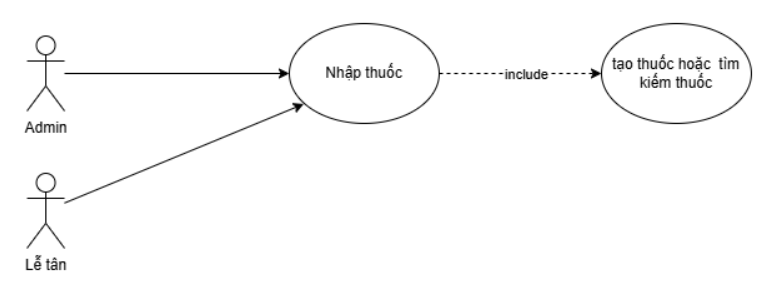 Admin
Nhập thuốc
include
tạo thuốc hoặc tìm
kiếm thuốc
Lễ tân